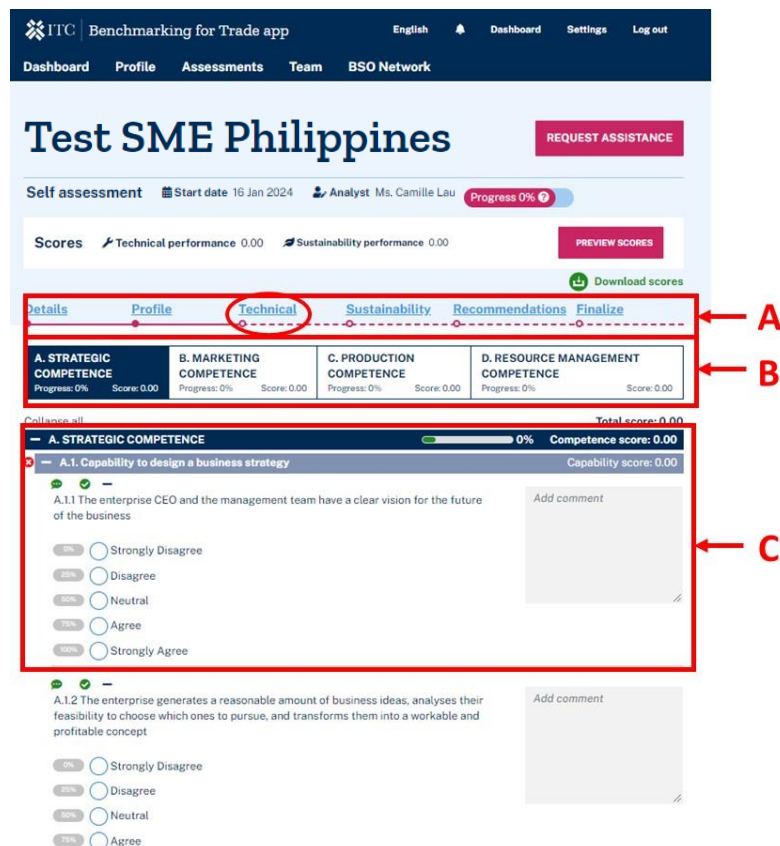 ITC Benchmarking for Trade app English Dashboard Settings Log out
Dashboard Profile Assessments Team BSO Network
Test SME Philippines
REQUEST ASSISTANCE
Self assessment Start date 16 Jan 2024 Analyst Ms. Camille Lau Progress 0% ?
Scores Technical performance 0.00 Sustainability performance 0.00 PREVIEW SCORES
Download scores
Details Profile Technical Sustainability Recommendations Finalize
A
A. STRATEGIC COMPETENCE
Progress: 0% Score: 0.00
B. MARKETING COMPETENCE
Progress: 0% Score: 0.00
C. PRODUCTION COMPETENCE
Progress: 0% Score: 0.00
D. RESOURCE MANAGEMENT COMPETENCE
Progress: 0% Score: 0.00
B
Collapse all Total score: 0.00
A. STRATEGIC COMPETENCE 0% Competence score: 0.00
A.1. Capability to design a business strategy Capability score: 0.00
A.1.1 The enterprise CEO and the management team have a clear vision for the future
of the business
Add comment
0% Strongly Disagree
25% Disagree
50% Neutral
75% Agree
100% Strongly Agree
C
A.1.2 The enterprise generates a reasonable amount of business ideas, analyses their
feasibility to choose which ones to pursue, and transforms them into a workable and
profitable concept
Add comment
0% Strongly Disagree
25% Disagree
50% Neutral
75% Agree